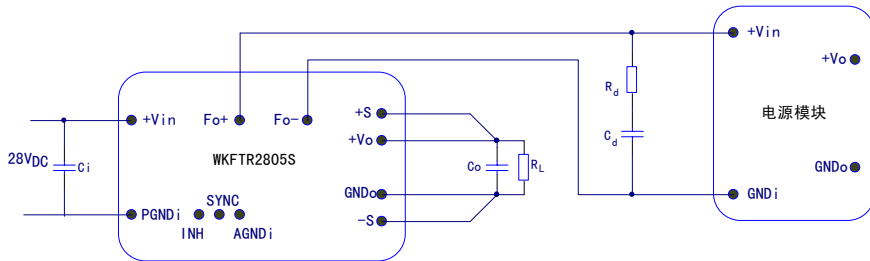 +Vin
+Vo
Rd
电源模块
Cd
GNDo
GNDi
+Vin
Fo+
Fo-
+S
+Vo
28VDC
Ci
WKFTR2805S
Co
RL
GNDo
SYNC
PGNDi
-S
INH
AGNDi